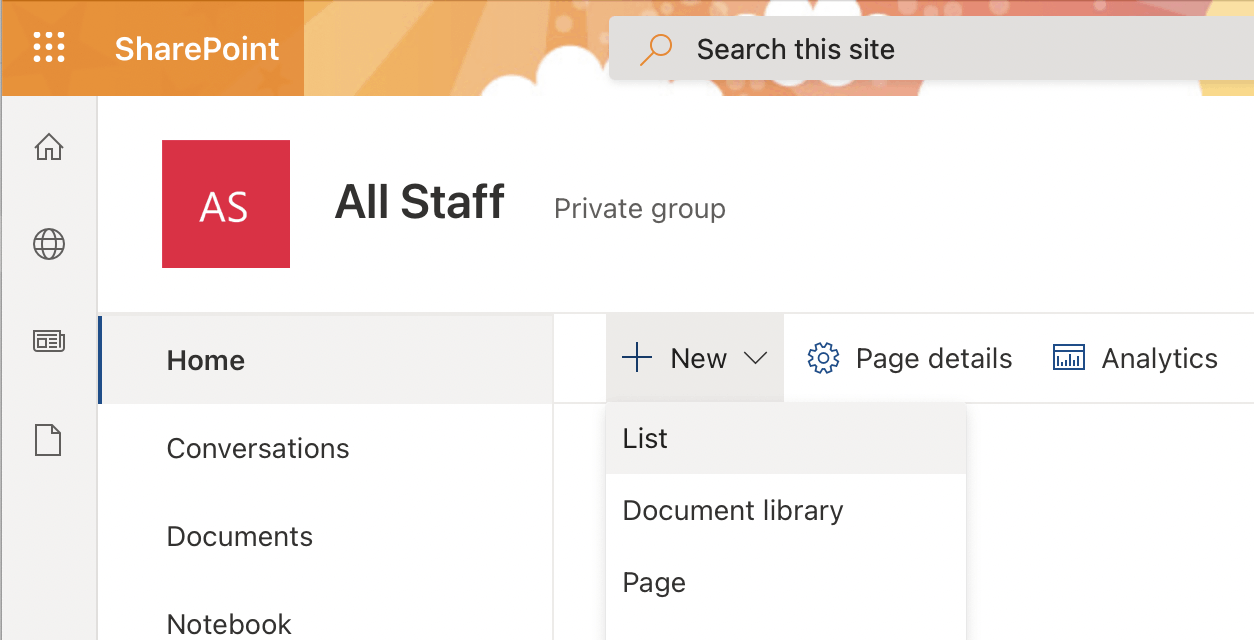 SharePoint
Search this site
AS
All Staff
Private group
Home
Conversations
Documents
Notebook
New
Page details
Analytics
List
Document library
Page